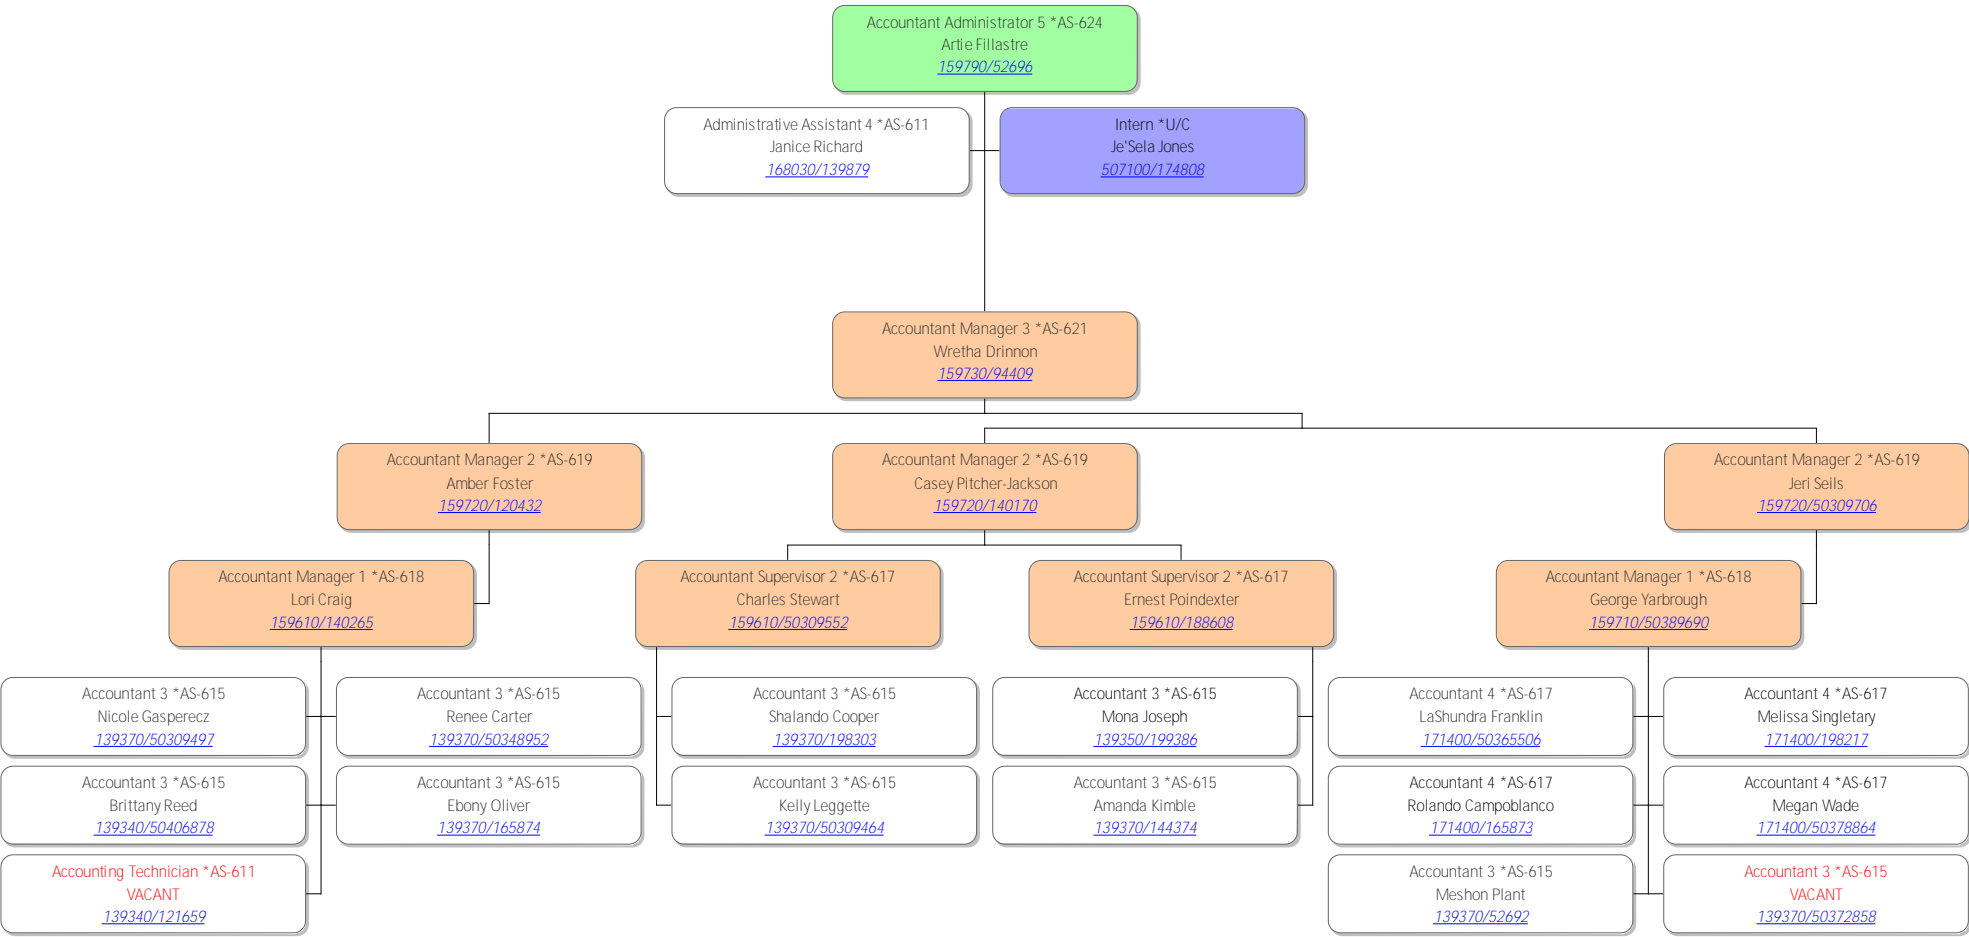 Accountant Administrator 5 *AS-624
Artie Fillastre
159790/52696
Administrative Assistant 4 *AS-611
Janice Richard
168030/139879
Intern *U/C
Je'Sela Jones
507100/174808
Accountant Manager 3 *AS-621
Wretha Drinnon
159730/94409
Accountant Manager 2 *AS-619
Amber Foster
159720/120432
Accountant Manager 2 *AS-619
Casey Pitcher-Jackson
159720/140170
Accountant Manager 2 *AS-619
Jeri Seils
159720/50309706
Accountant Manager 1 *AS-618
Lori Craig
159610/140265
Accountant Supervisor 2 *AS-617
Charles Stewart
159610/50309552
Accountant Supervisor 2 *AS-617
Ernest Poindexter
159610/188608
Accountant Manager 1 *AS-618
George Yarbrough
159710/50389690
Accountant 3 *AS-615
Nicole Gasperecz
139370/50309497
Accountant 3 *AS-615
Renee Carter
139370/50348952
Accountant 3 *AS-615
Shalando Cooper
139370/198303
Accountant 3 *AS-615
Mona Joseph
139350/199386
Accountant 4 *AS-617
LaShundra Franklin
171400/50365506
Accountant 4 *AS-617
Melissa Singletary
171400/198217
Accountant 3 *AS-615
Brittany Reed
139340/50406878
Accountant 3 *AS-615
Ebony Oliver
139370/165874
Accountant 3 *AS-615
Kelly Leggette
139370/50309464
Accountant 3 *AS-615
Amanda Kimble
139370/144374
Accountant 4 *AS-617
Rolando Campoblanco
171400/165873
Accountant 4 *AS-617
Megan Wade
171400/50378864
Accounting Technician *AS-611
VACANT
139340/121659
Accountant 3 *AS-615
Meshon Plant
139370/52692
Accountant 3 *AS-615
VACANT
139370/50372858